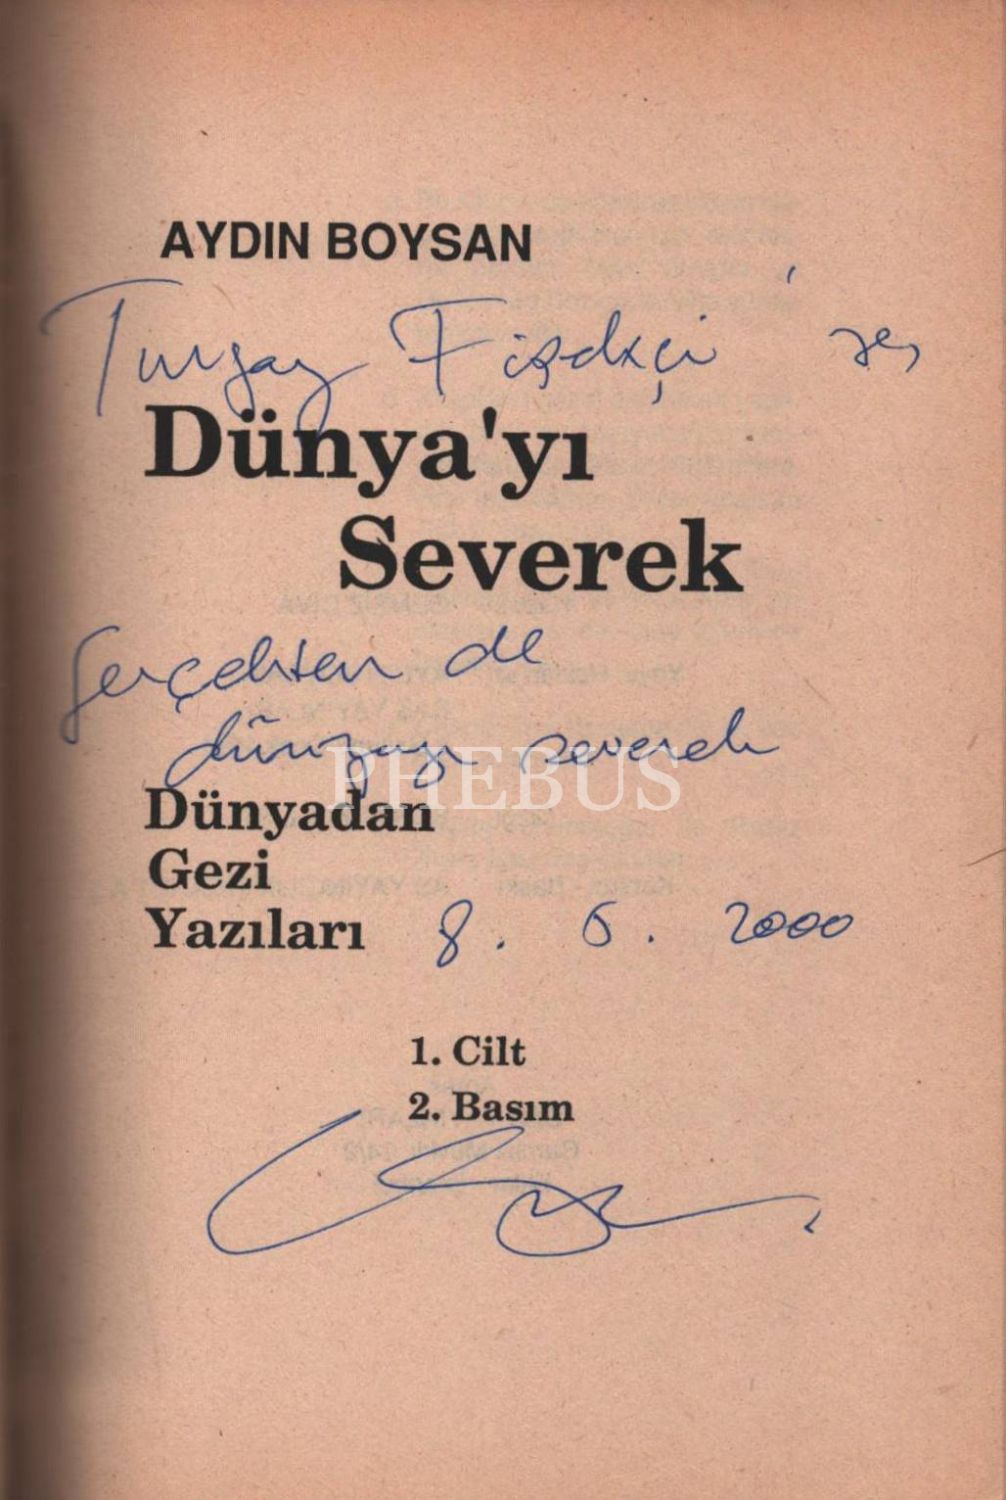 AYDIN BOYSAN
Turgay Fişekçi'ye,
Dünya'yı
Severek
Gerçekten de
dünyayı severek
PHEBUS
Dünyadan
Gezi
Yazıları
8. 6. 2000
1. Cilt
2. Basım